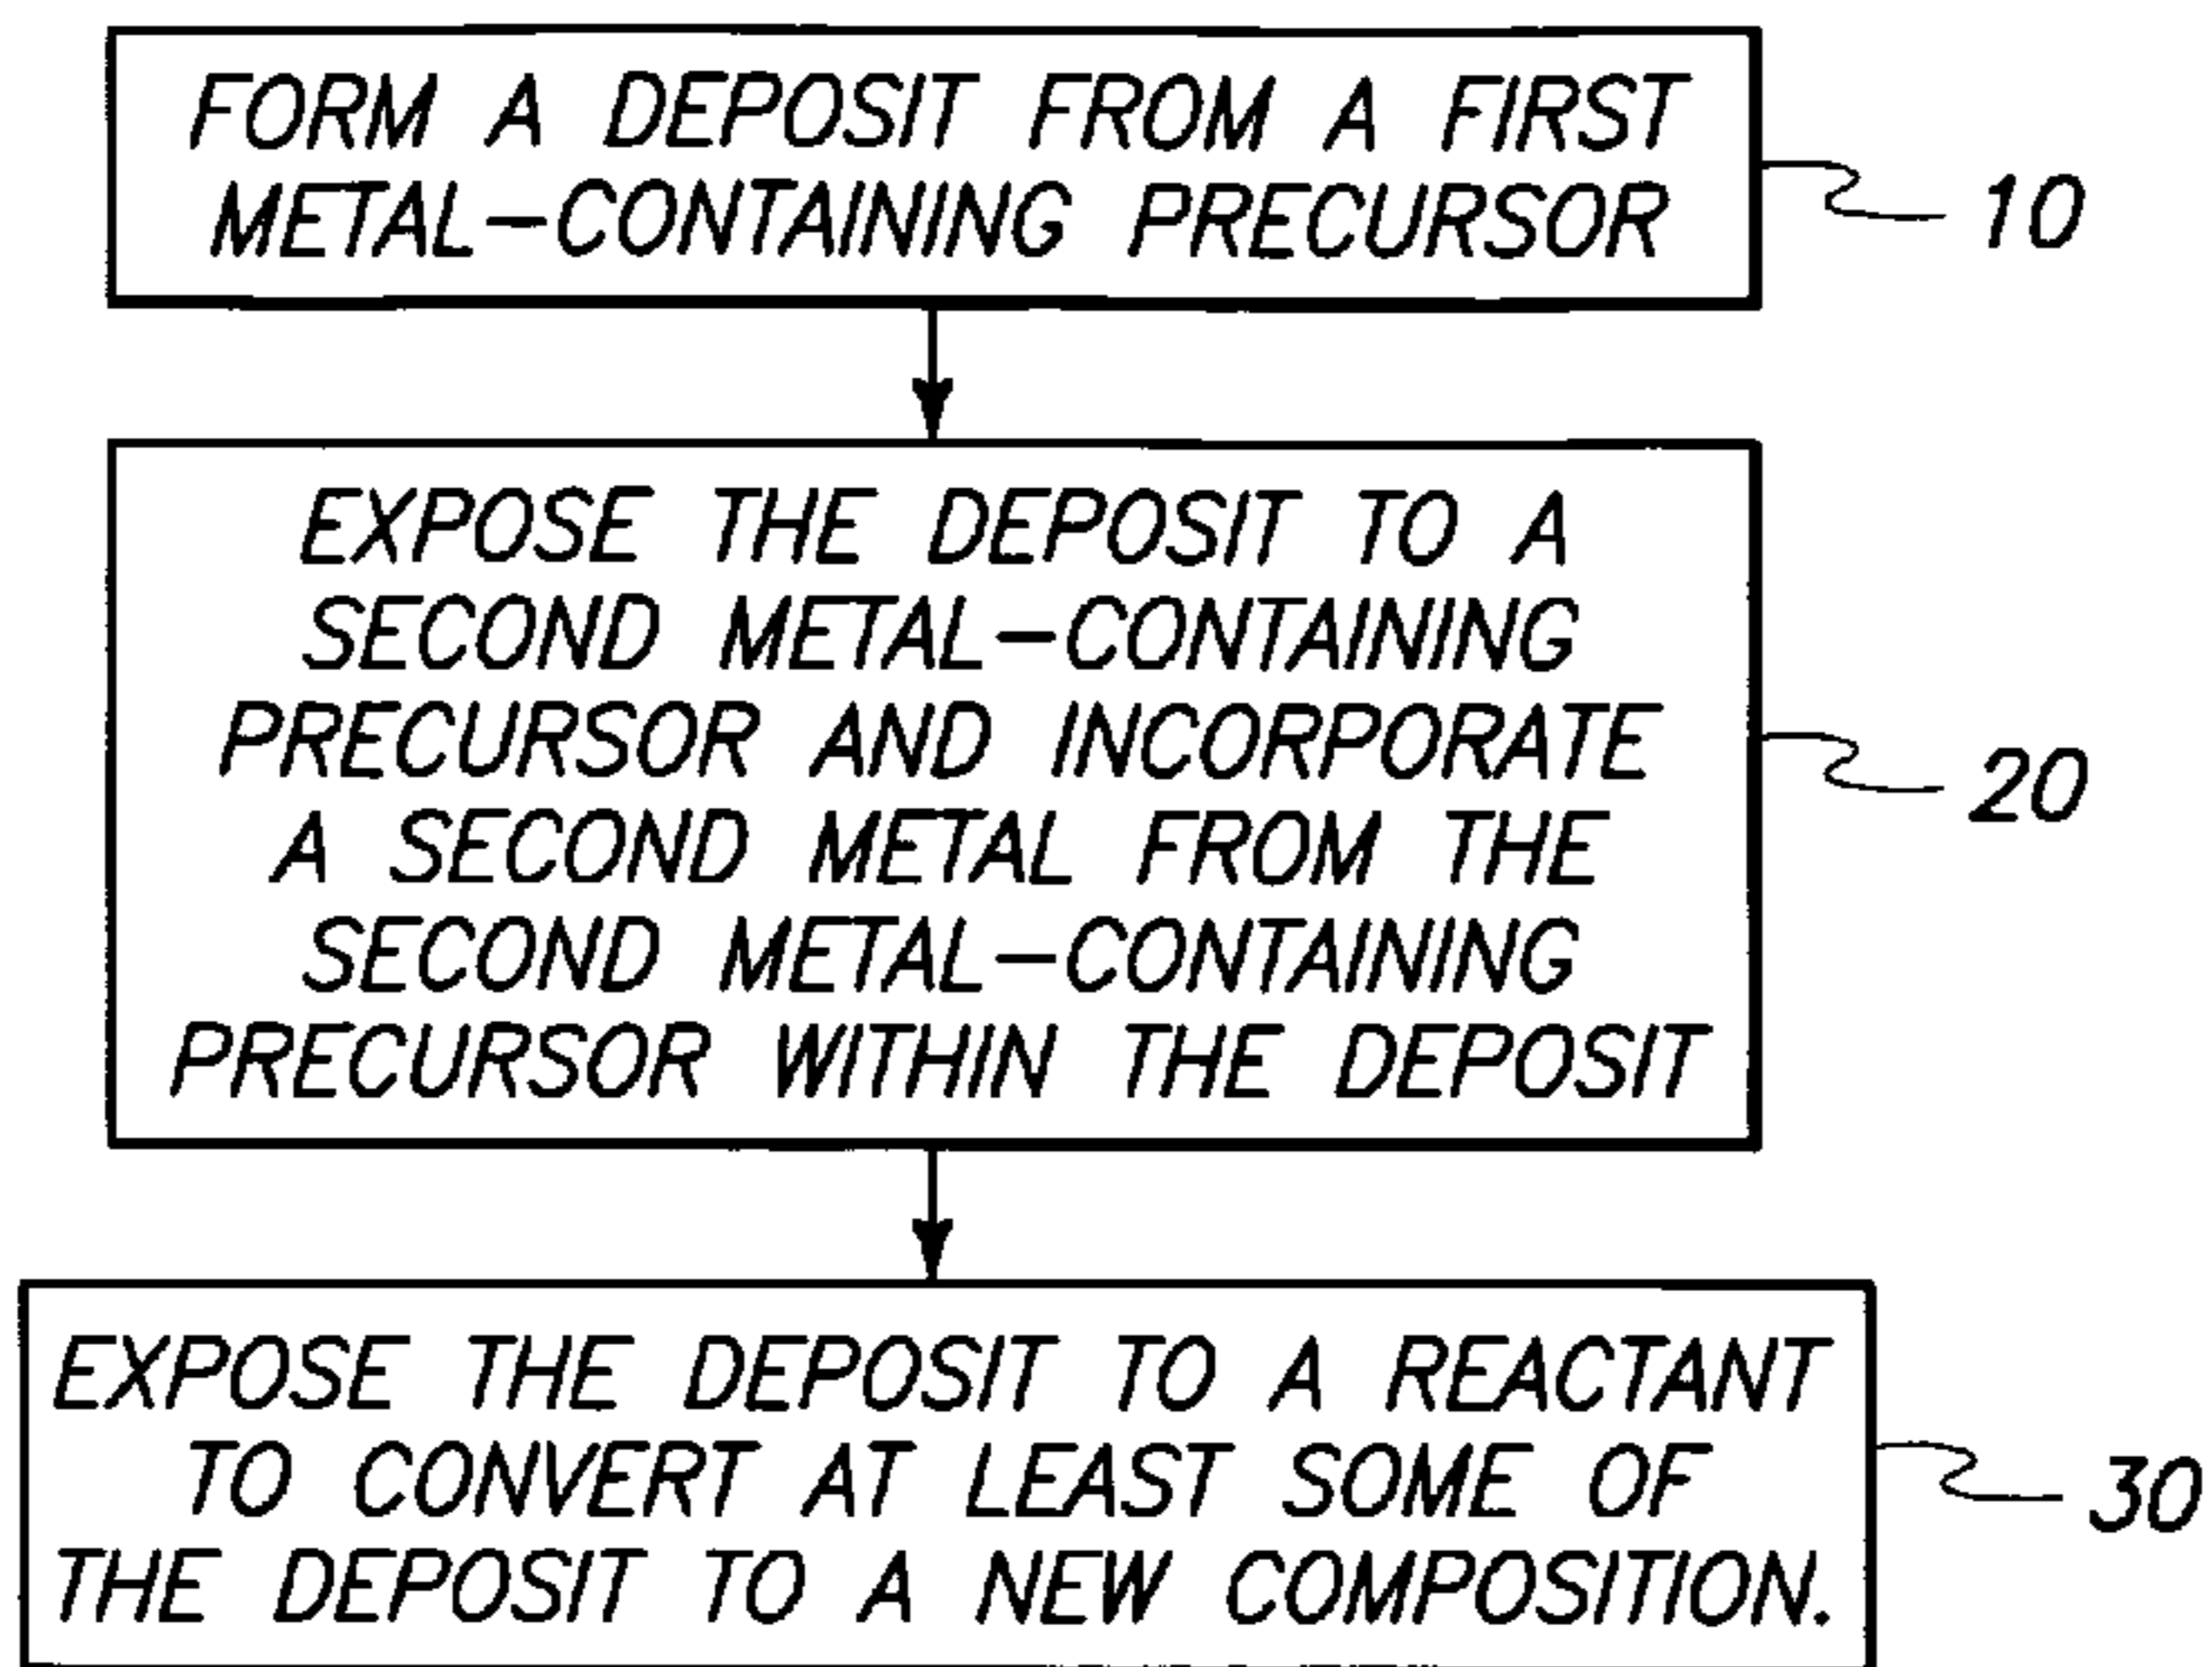 FORM A DEPOSIT FROM A FIRST
METAL-CONTAINING PRECURSOR
10
EXPOSE THE DEPOSIT TO A
SECOND METAL-CONTAINING
PRECURSOR AND INCORPORATE
A SECOND METAL FROM THE
SECOND METAL-CONTAINING
PRECURSOR WITHIN THE DEPOSIT
20
EXPOSE THE DEPOSIT TO A REACTANT
TO CONVERT AT LEAST SOME OF
THE DEPOSIT TO A NEW COMPOSITION.
30